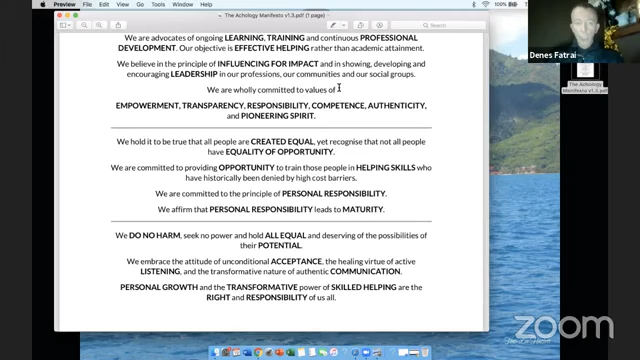 Preview File Edit View Go Tools Window Help
100%
The Achology Manifesto v1.3.pdf (1 page)
Search
We are advocates of ongoing LEARNING, TRAINING and continuous PROFESSIONAL
DEVELOPMENT. Our objective is EFFECTIVE HELPING rather than academic attainment.
We believe in the principle of INFLUENCING FOR IMPACT and in showing, developing and
encouraging LEADERSHIP in our professions, our communities and our social groups.
We are wholly committed to values of
EMPOWERMENT, TRANSPARENCY, RESPONSIBILITY, COMPETENCE, AUTHENTICITY,
and PIONEERING SPIRIT.
We hold it to be true that all people are CREATED EQUAL, yet recognise that not all people
have EQUALITY OF OPPORTUNITY.
We are committed to providing OPPORTUNITY to train those people in HELPING SKILLS who
have historically been denied by high cost barriers.
We are committed to the principle of PERSONAL RESPONSIBILITY.
We affirm that PERSONAL RESPONSIBILITY leads to MATURITY.
We DO NO HARM, seek no power and hold ALL EQUAL and deserving of the possibilities of
their POTENTIAL.
We embrace the attitude of unconditional ACCEPTANCE, the healing virtue of active
LISTENING, and the transformative nature of authentic COMMUNICATION.
PERSONAL GROWTH and the TRANSFORMATIVE power of SKILLED HELPING are the
RIGHT and RESPONSIBILITY of us all.
Denes Fatrai
The Achology
Manifesto v1.3.pdf
zoom